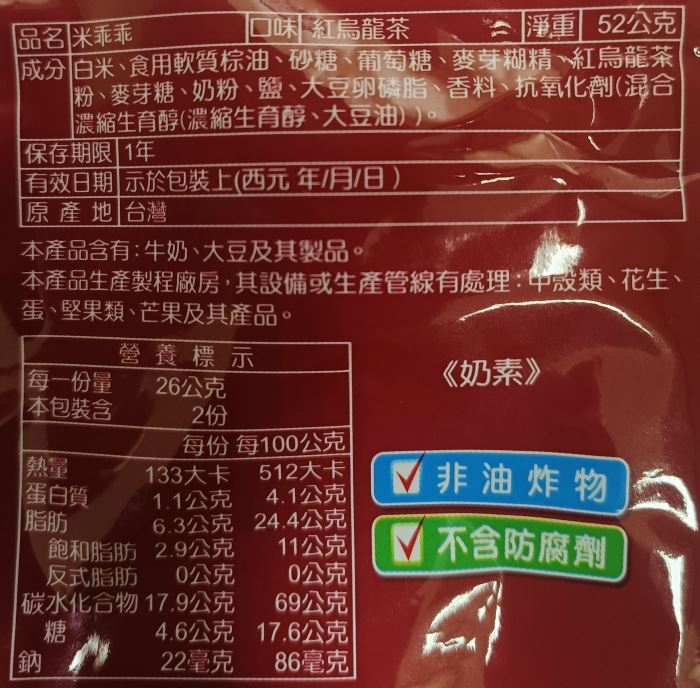 品名 米乖乖 口味 紅烏龍茶 淨重 52公克
成分 白米、食用軟質棕油、砂糖、葡萄糖、麥芽糊精、紅烏龍茶
粉、麥芽糖、奶粉、鹽、大豆卵磷脂、香料、抗氧化劑(混合
濃縮生育醇(濃縮生育醇、大豆油))。
保存期限 1年
有效日期 示於包裝上(西元 年/月/日)
原產地 台灣
本產品含有:牛奶、大豆及其製品。
本產品生產製程廠房,其設備或生產管線有處理:甲殼類、花生、
蛋、堅果類、芒果及其產品。
營養標示
每一份量 26公克
本包裝含 2份
每份 每100公克
熱量 133大卡 512大卡
蛋白質 1.1公克 4.1公克
脂肪 6.3公克 24.4公克
飽和脂肪 2.9公克 11公克
反式脂肪 0公克 0公克
碳水化合物 17.9公克 69公克
糖 4.6公克 17.6公克
鈉 22毫克 86毫克
《奶素》
非油炸物
不含防腐劑